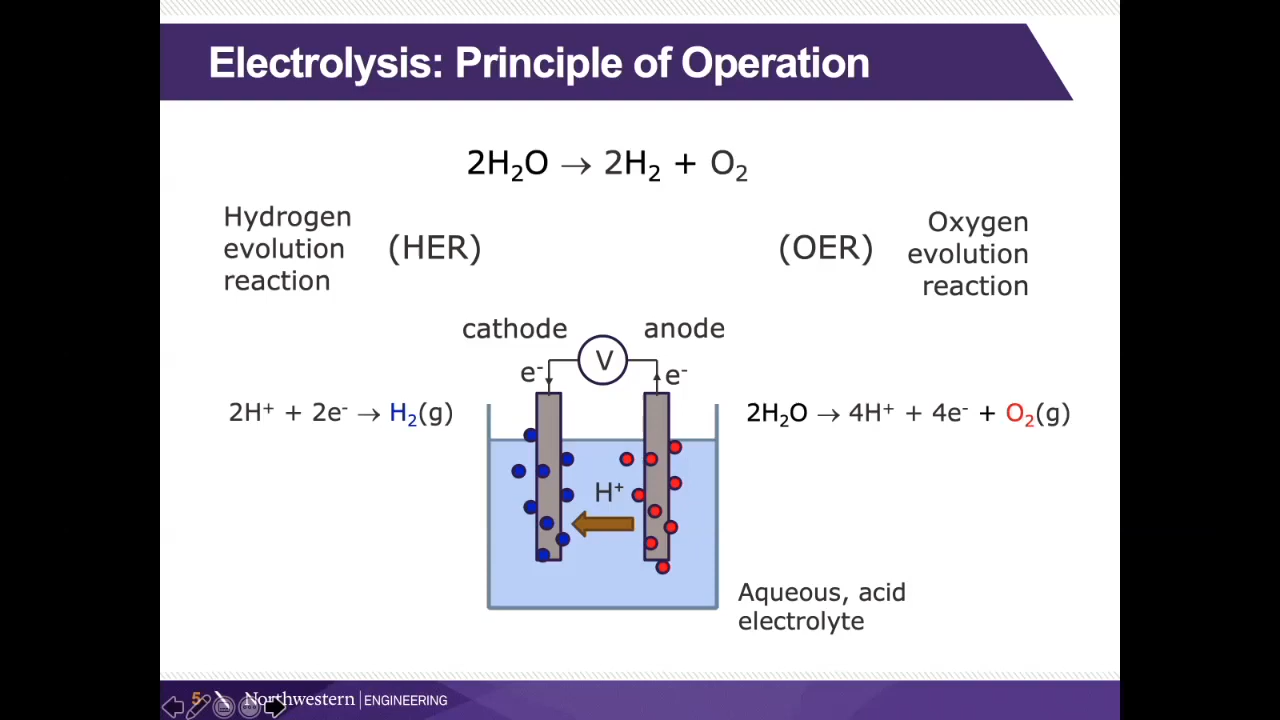 Electrolysis: Principle of Operation
2H₂O → 2H₂ + O₂
Hydrogen
evolution
reaction
(HER)
(OER)
Oxygen
evolution
reaction
cathode
anode
V
e⁻
e⁻
2H⁺ + 2e⁻ → H₂(g)
2H₂O → 4H⁺ + 4e⁻ + O₂(g)
H⁺
Aqueous, acid
electrolyte
5
Northwestern | ENGINEERING